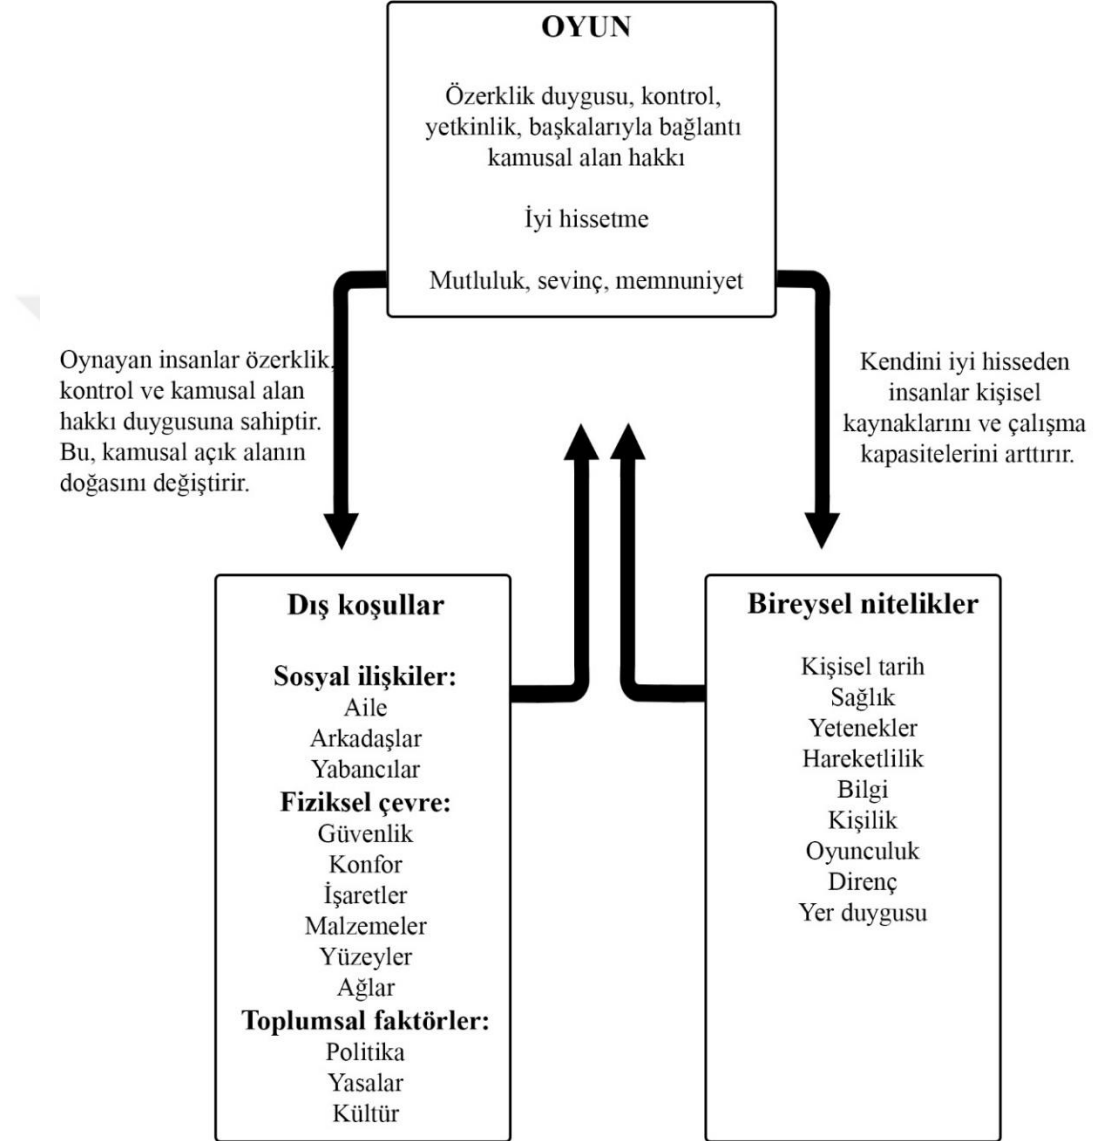 OYUN
Özerklik duygusu, kontrol,
yetkinlik, başkalarıyla bağlantı
kamusal alan hakkı
İyi hissetme
Mutluluk, sevinç, memnuniyet
Oynayan insanlar özerklik,
kontrol ve kamusal alan
hakkı duygusuna sahiptir.
Bu, kamusal açık alanın
doğasını değiştirir.
Kendini iyi hisseden
insanlar kişisel
kaynaklarını ve çalışma
kapasitelerini arttırır.
Dış koşullar
Sosyal ilişkiler:
Aile
Arkadaşlar
Yabancılar
Fiziksel çevre:
Güvenlik
Konfor
İşaretler
Malzemeler
Yüzeyler
Ağlar
Toplumsal faktörler:
Politika
Yasalar
Kültür
Bireysel nitelikler
Kişisel tarih
Sağlık
Yetenekler
Hareketlilik
Bilgi
Kişilik
Oyunculuk
Direnç
Yer duygusu